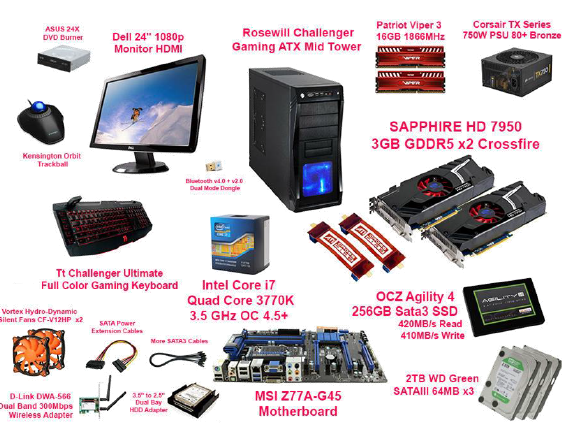 ASUS 24X
DVD Burner
Dell 24" 1080p
Monitor HDMI
Rosewill Challenger
Gaming ATX Mid Tower
Patriot Viper 3
16GB 1866MHz
Corsair TX Series
750W PSU 80+ Bronze
VIPER
VIPER
TX750
Kensington Orbit
Trackball
Bluetooth v4.0 + v2.0
Dual Mode Dongle
SAPPHIRE HD 7950
3GB GDDR5 x2 Crossfire
Tt Challenger Ultimate
Full Color Gaming Keyboard
Intel Core i7
Quad Core 3770K
3.5 GHz OC 4.5+
OCZ Agility 4
256GB Sata3 SSD
420MB/s Read
410MB/s Write
AGILITY
Vortex Hydro-Dynamic
Silent Fans CF-V12HP x2
SATA Power
Extension Cables
More SATA3 Cables
D-Link DWA-566
Dual Band 300Mbps
Wireless Adapter
3.5" to 2.5"
Dual Bay
HDD Adapter
MSI Z77A-G45
Motherboard
2TB WD Green
SATAIII 64MB x3